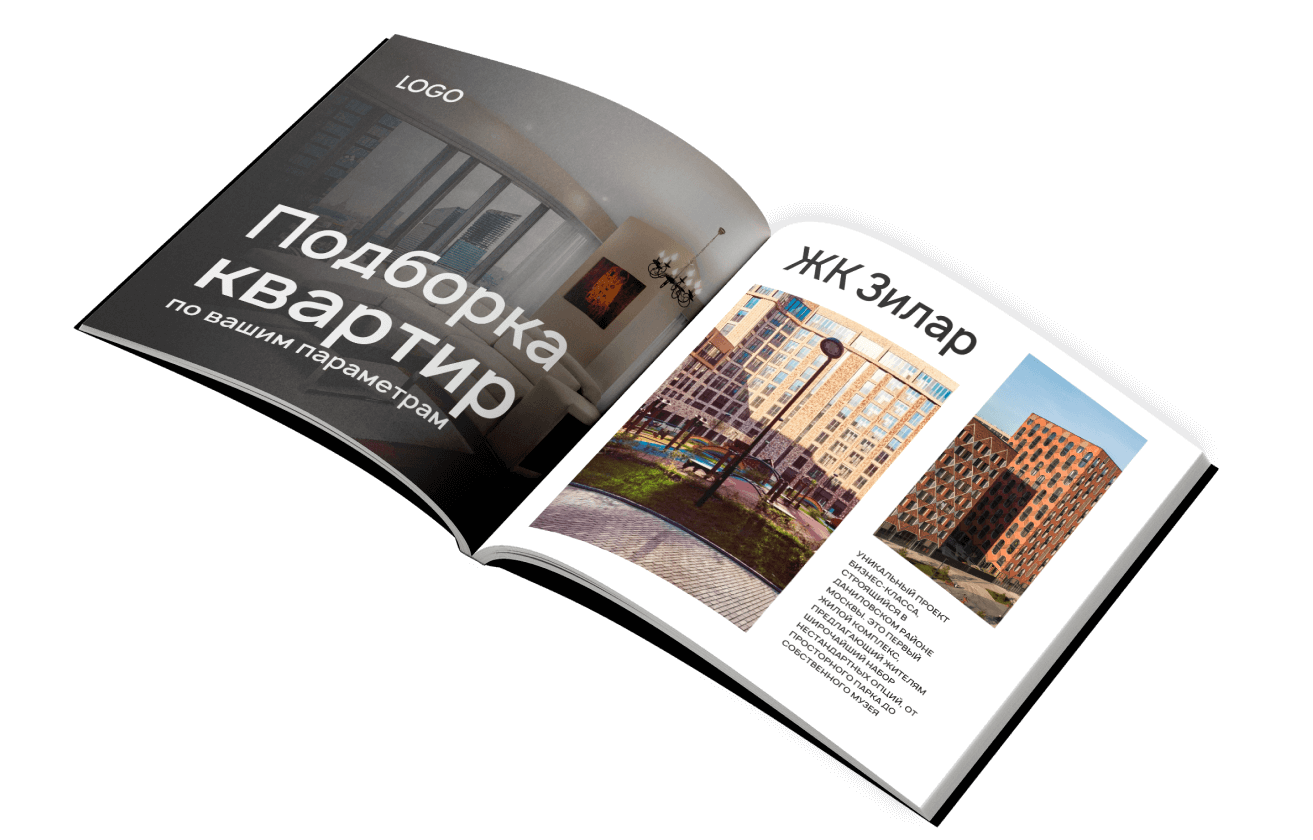 LOGO
Подборка
квартир
по вашим параметрам
ЖК Зилар
УНИКАЛЬНЫЙ ПРОЕКТ
БИЗНЕС-КЛАССА,
СТРОЯЩИЙСЯ В
ДАНИЛОВСКОМ РАЙОНЕ
МОСКВЫ. ЭТО ПЕРВЫЙ
ЖИЛОЙ КОМПЛЕКС,
ПРЕДЛАГАЮЩИЙ ЖИТЕЛЯМ
ШИРОЧАЙШИЙ НАБОР
НЕСТАНДАРТНЫХ ОПЦИЙ, ОТ
ПРОСТОРНОГО ПАРКА ДО
СОБСТВЕННОГО МУЗЕЯ